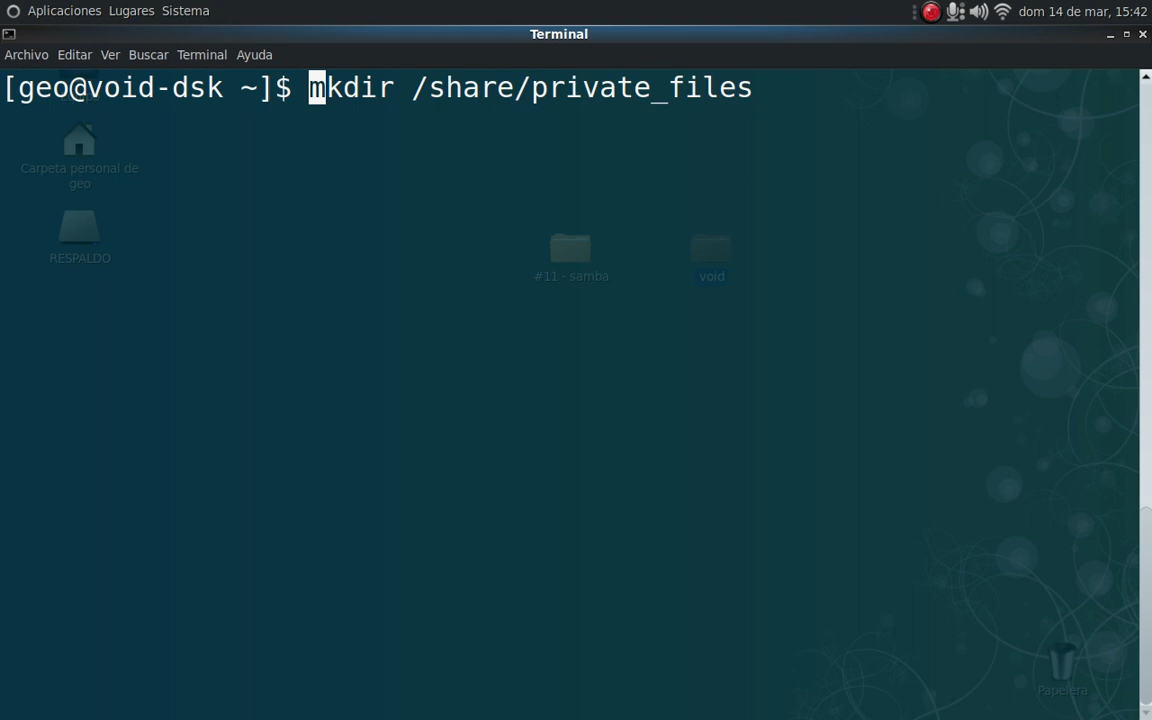 Aplicaciones Lugares Sistema
dom 14 de mar, 15:42
Terminal
Archivo Editar Ver Buscar Terminal Ayuda
[geo@void-dsk ~]$ mkdir /share/private_files
Carpeta personal de
geo
RESPALDO
#11 - samba
void
Papelera